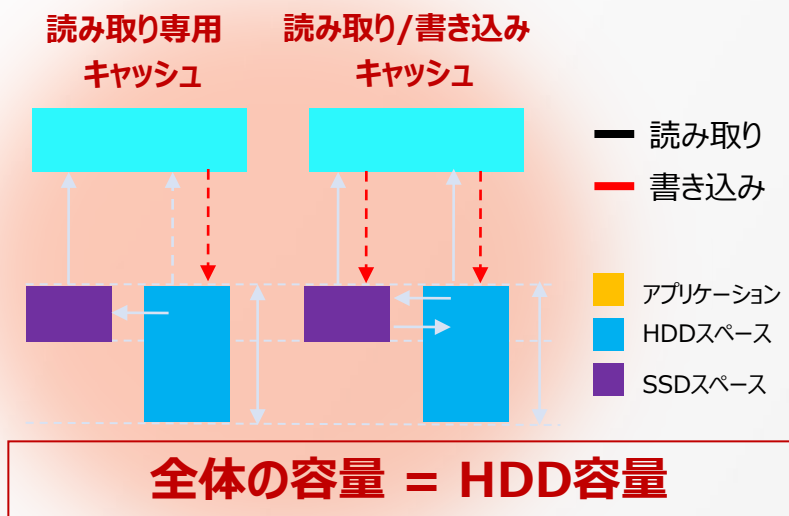 読み取り専用
キャッシュ
読み取り/書き込み
キャッシュ
読み取り
書き込み
アプリケーション
HDDスペース
SSDスペース
全体の容量 = HDD容量